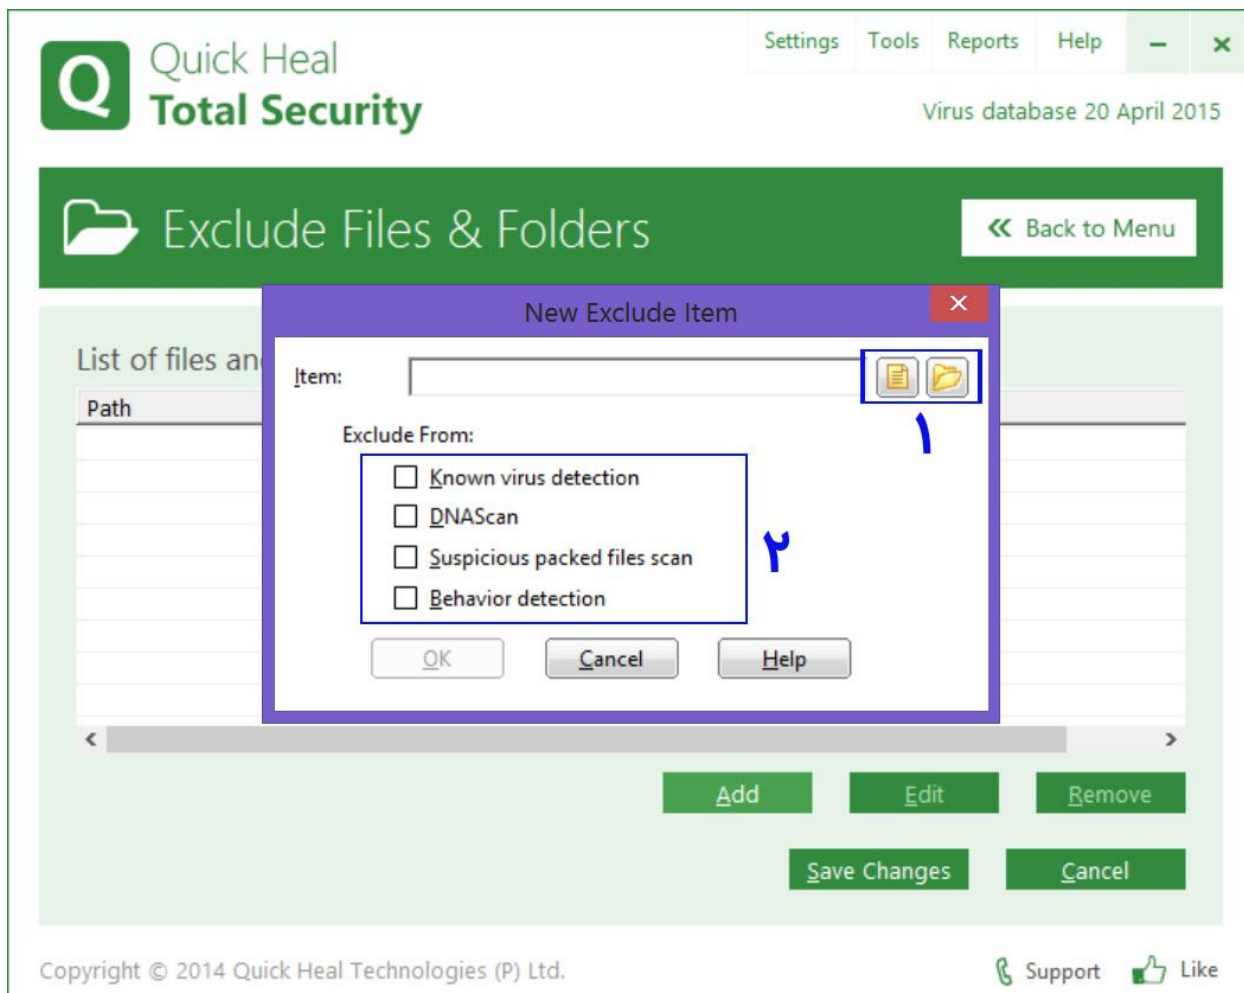 Settings Tools Reports Help
Q Quick Heal
Total Security
Virus database 20 April 2015
Exclude Files & Folders
Back to Menu
New Exclude Item
List of files an
Item:
۱
Path
Exclude From:
Known virus detection
DNAScan
Suspicious packed files scan
۲
Behavior detection
OK Cancel Help
Add Edit Remove
Save Changes Cancel
Copyright © 2014 Quick Heal Technologies (P) Ltd.
Support Like